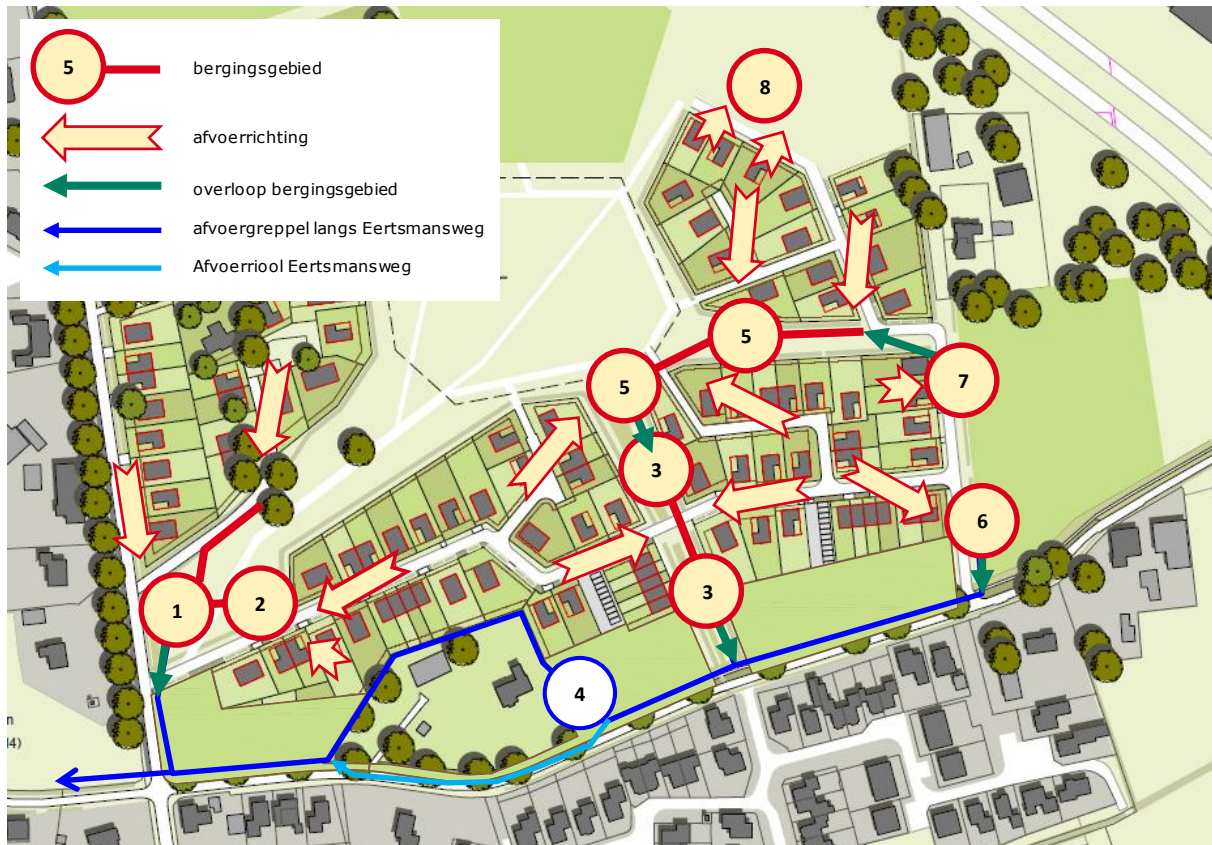 5
bergingsgebied
afvoerrichting
overloop bergingsgebied
afvoergreppel langs Eertsmansweg
Afvoerriool Eertsmansweg
8
5
5
7
3
6
1
2
3
4
n
l4)